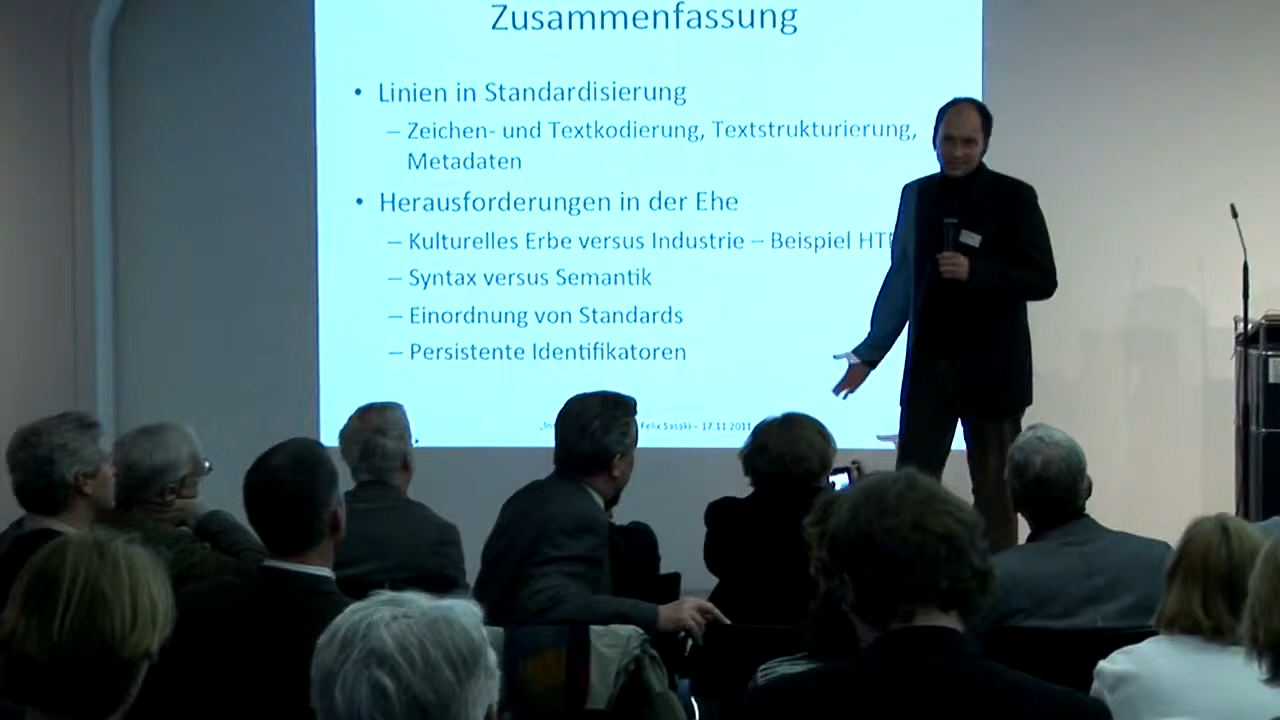 Zusammenfassung
• Linien in Standardisierung
– Zeichen- und Textkodierung, Textstrukturierung,
Metadaten
• Herausforderungen in der Ehe
– Kulturelles Erbe versus Industrie – Beispiel
– Syntax versus Semantik
– Einordnung von Standards
– Persistente Identifikatoren
Felix Sasaki – 17.11.2011